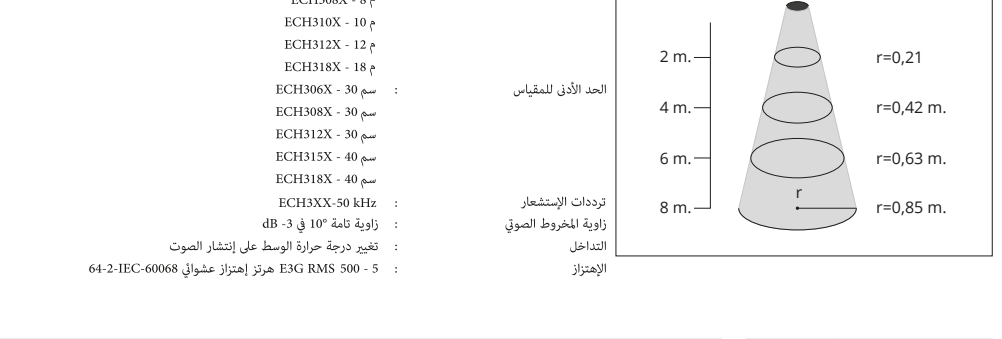 ECH308X - 8 م
ECH310X - 10 م
ECH312X - 12 م
ECH318X - 18 م
الحد الأدنى للمقياس : ECH306X - 30 سم
ECH308X - 30 سم
ECH312X - 30 سم
ECH315X - 40 سم
ECH318X - 40 سم
ترددات الإستشعار : ECH3XX-50 kHz
زاوية المخروط الصوتي : زاوية تامة 10° في 3- dB
التداخل : تغيير درجة حرارة الوسط على إنتشار الصوت
الإهتزاز : 5 - 500 E3G RMS هرتز إهتزاز عشوائي 64-2-IEC-60068
2 m. r=0,21
4 m. r=0,42 m.
6 m. r=0,63 m.
r
8 m. r=0,85 m.